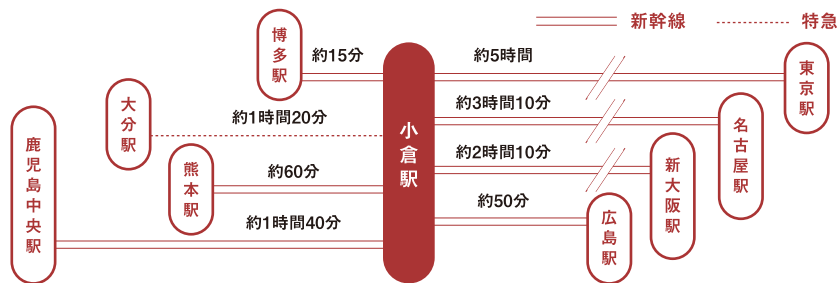 新幹線
特急
博多駅
約15分
約5時間
東京駅
大分駅
約1時間20分
約3時間10分
名古屋駅
小倉駅
熊本駅
約60分
約2時間10分
新大阪駅
鹿児島中央駅
約1時間40分
約50分
広島駅